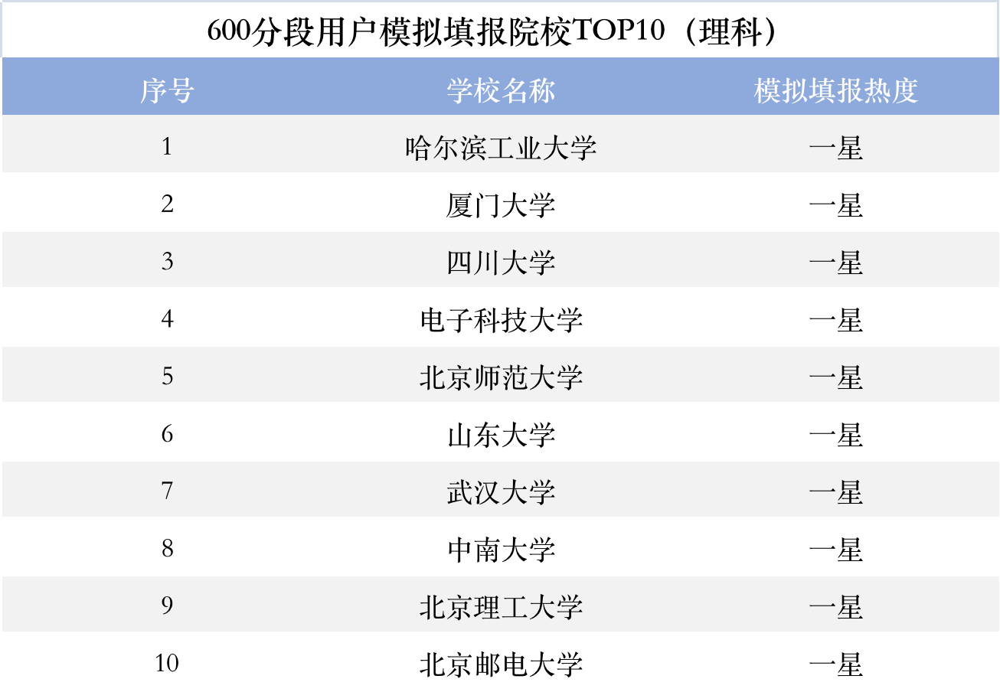 600分段用户模拟填报院校TOP10（理科）
序号 学校名称 模拟填报热度
1 哈尔滨工业大学 一星
2 厦门大学 一星
3 四川大学 一星
4 电子科技大学 一星
5 北京师范大学 一星
6 山东大学 一星
7 武汉大学 一星
8 中南大学 一星
9 北京理工大学 一星
10 北京邮电大学 一星